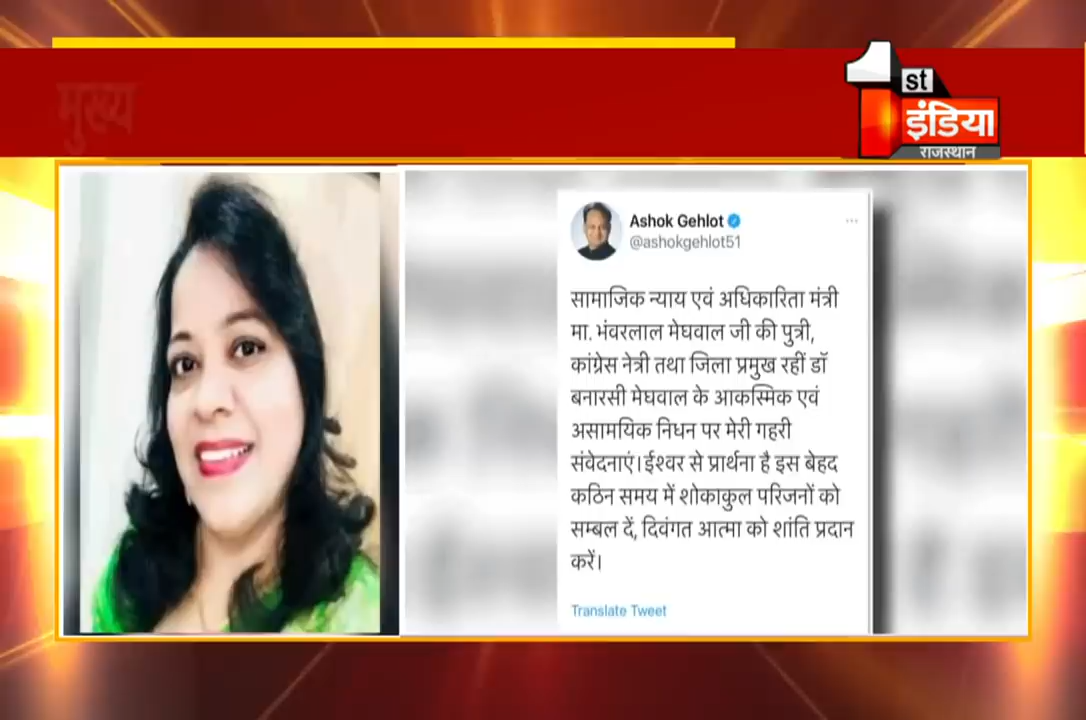 मुख्य
1st
इंडिया
राजस्थान
Ashok Gehlot
@ashokgehlot51
सामाजिक न्याय एवं अधिकारिता मंत्री
मा. भंवरलाल मेघवाल जी की पुत्री,
कांग्रेस नेत्री तथा जिला प्रमुख रहीं डॉ
बनारसी मेघवाल के आकस्मिक एवं
असामयिक निधन पर मेरी गहरी
संवेदनाएं।ईश्वर से प्रार्थना है इस बेहद
कठिन समय में शोकाकुल परिजनों को
सम्बल दें, दिवंगत आत्मा को शांति प्रदान
करें।
Translate Tweet